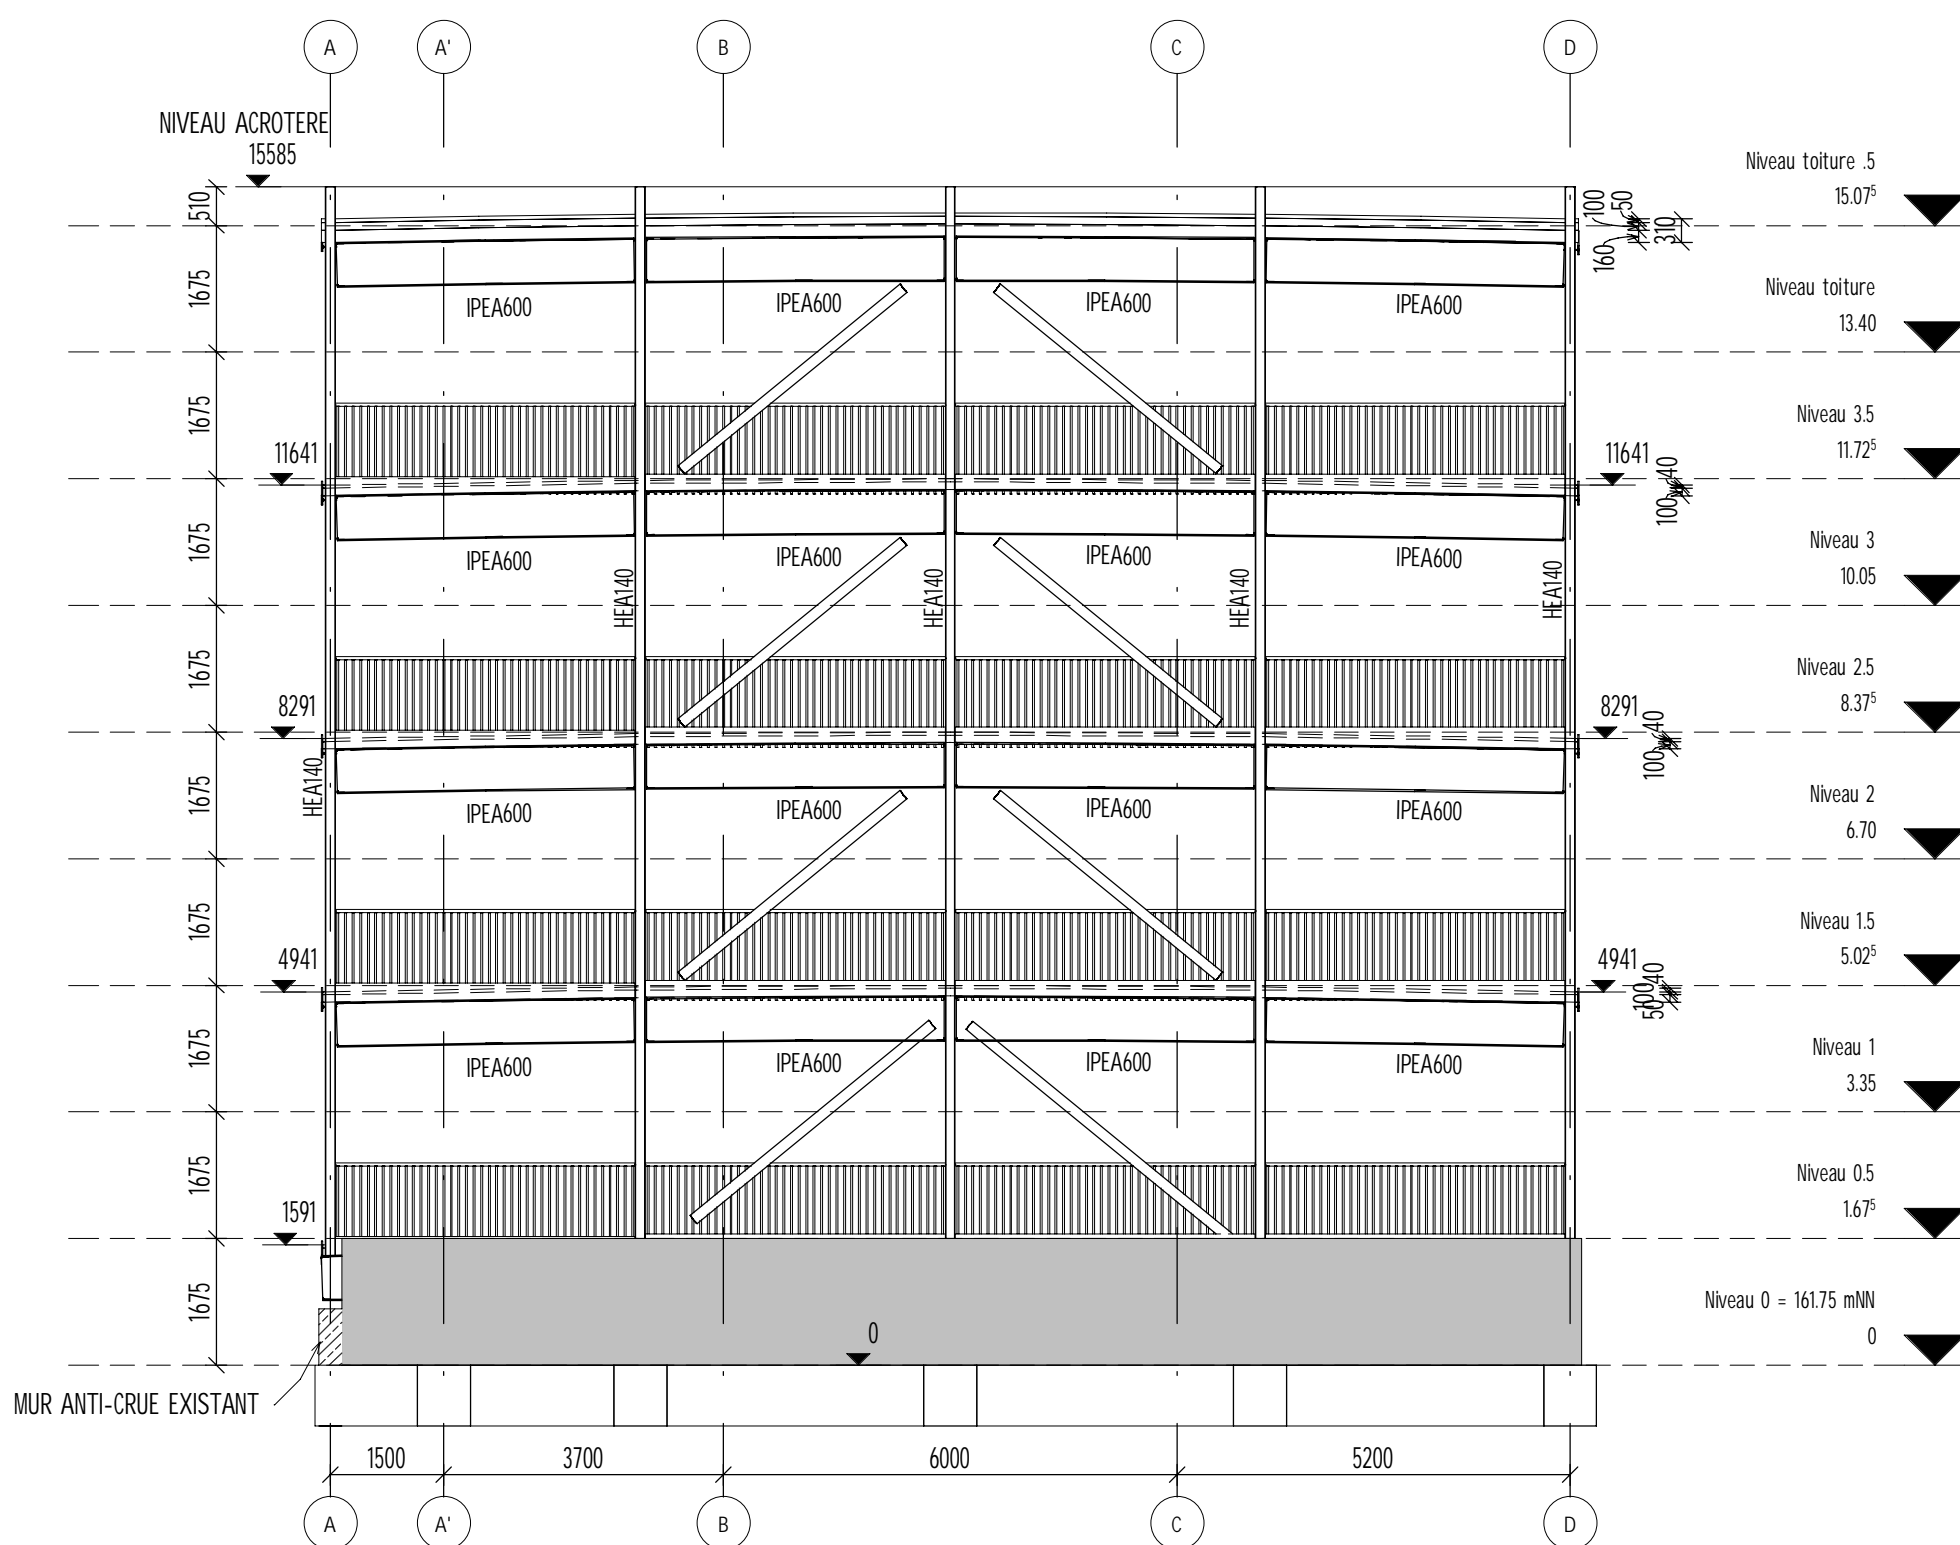 A
A'
B
C
D
NIVEAU ACROTERE
15585
Niveau toiture .5
15.07⁵
510
100
50
310
160
1675
Niveau toiture
13.40
IPEA600
IPEA600
IPEA600
IPEA600
1675
Niveau 3.5
11.72⁵
11641
11641
40
100
1675
Niveau 3
10.05
IPEA600
IPEA600
IPEA600
IPEA600
HEA140
HEA140
HEA140
HEA140
1675
Niveau 2.5
8.37⁵
8291
8291
40
100
HEA140
1675
Niveau 2
6.70
IPEA600
IPEA600
IPEA600
IPEA600
1675
Niveau 1.5
5.02⁵
4941
4941
40
100
50
1675
Niveau 1
3.35
IPEA600
IPEA600
IPEA600
IPEA600
1675
Niveau 0.5
1.67⁵
1591
1675
Niveau 0 = 161.75 mNN
0
0
MUR ANTI-CRUE EXISTANT
1500
3700
6000
5200
A
A'
B
C
D